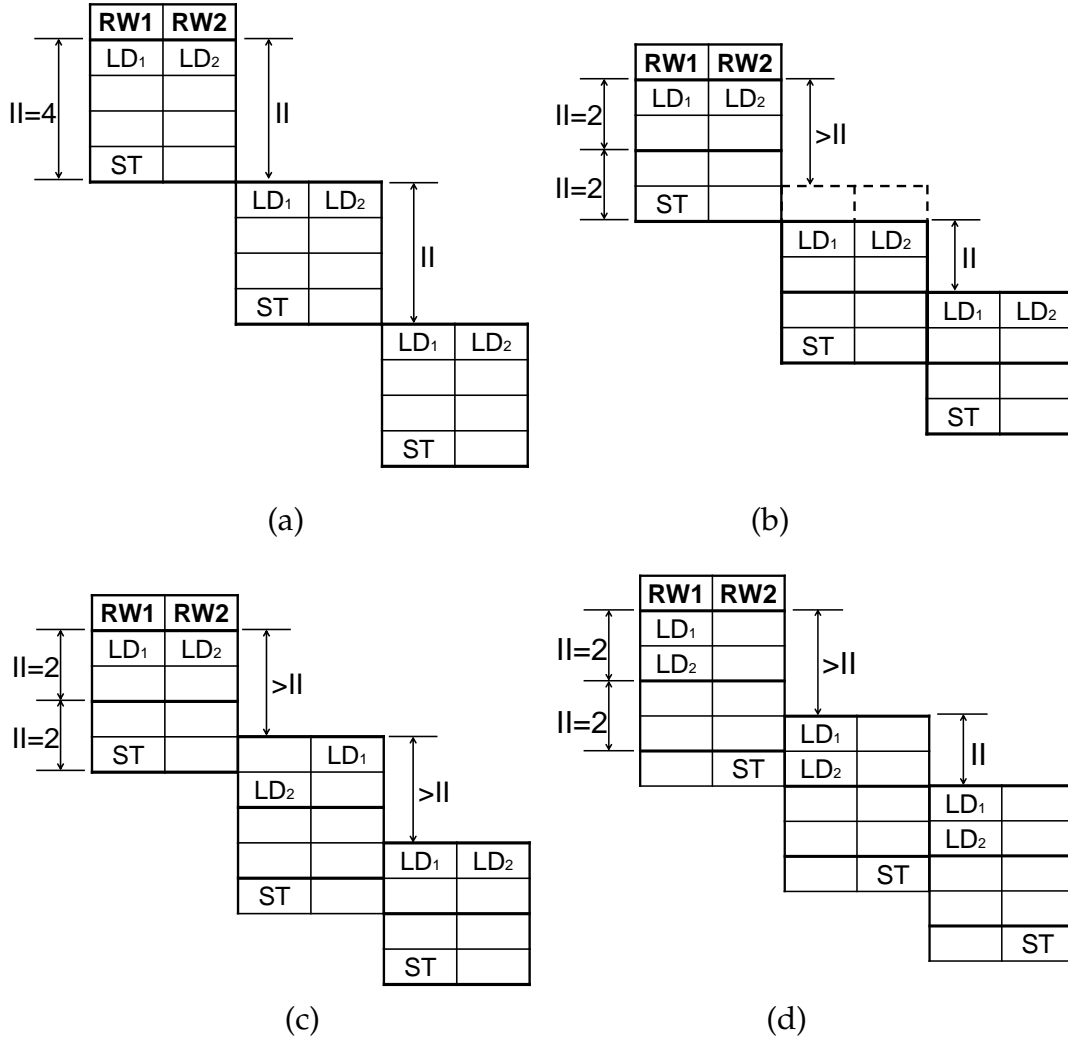 RW1 RW2
LD₁ LD₂
II=4
II
ST
LD₁ LD₂
II
ST
LD₁ LD₂
ST
(a)
RW1 RW2
LD₁ LD₂
II=2
>II
II=2
ST
LD₁ LD₂
II
LD₁ LD₂
ST
ST
(b)
RW1 RW2
LD₁ LD₂
II=2
>II
II=2
ST
LD₁
LD₂
>II
LD₁ LD₂
ST
ST
(c)
RW1 RW2
LD₁
II=2
LD₂
>II
II=2
LD₁
ST
LD₂
II
LD₁
LD₂
ST
ST
(d)